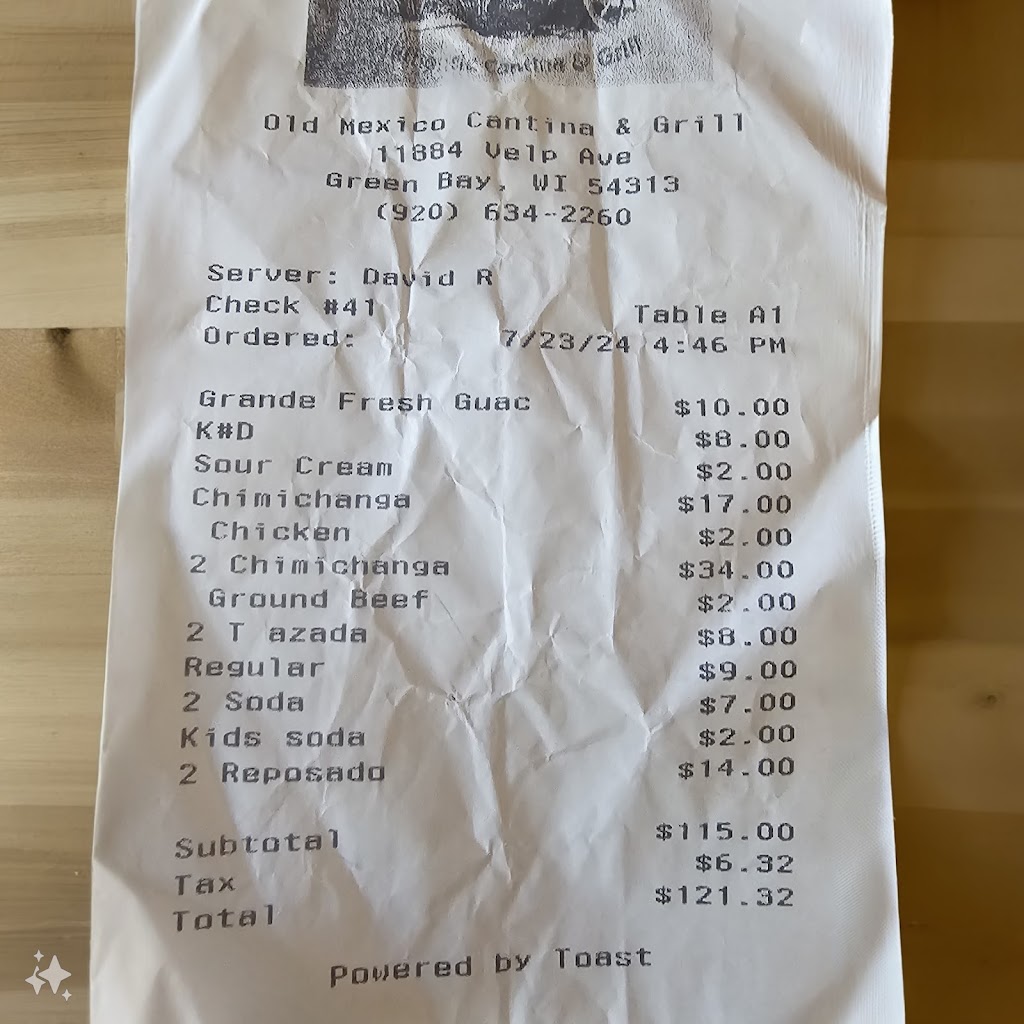 Cantina & Grill
Old Mexico Cantina & Grill
11884 Velp Ave
Green Bay, WI 54313
(920) 634-2260
Server: David R
Check #41 Table A1
Ordered: 7/23/24 4:46 PM
Grande Fresh Guac $10.00
K#D $8.00
Sour Cream $2.00
Chimichanga $17.00
Chicken $2.00
2 Chimichanga $34.00
Ground Beef $2.00
2 T azada $8.00
Regular $9.00
2 Soda $7.00
Kids soda $2.00
2 Reposado $14.00
Subtotal $115.00
Tax $6.32
Total $121.32
Powered by Toast